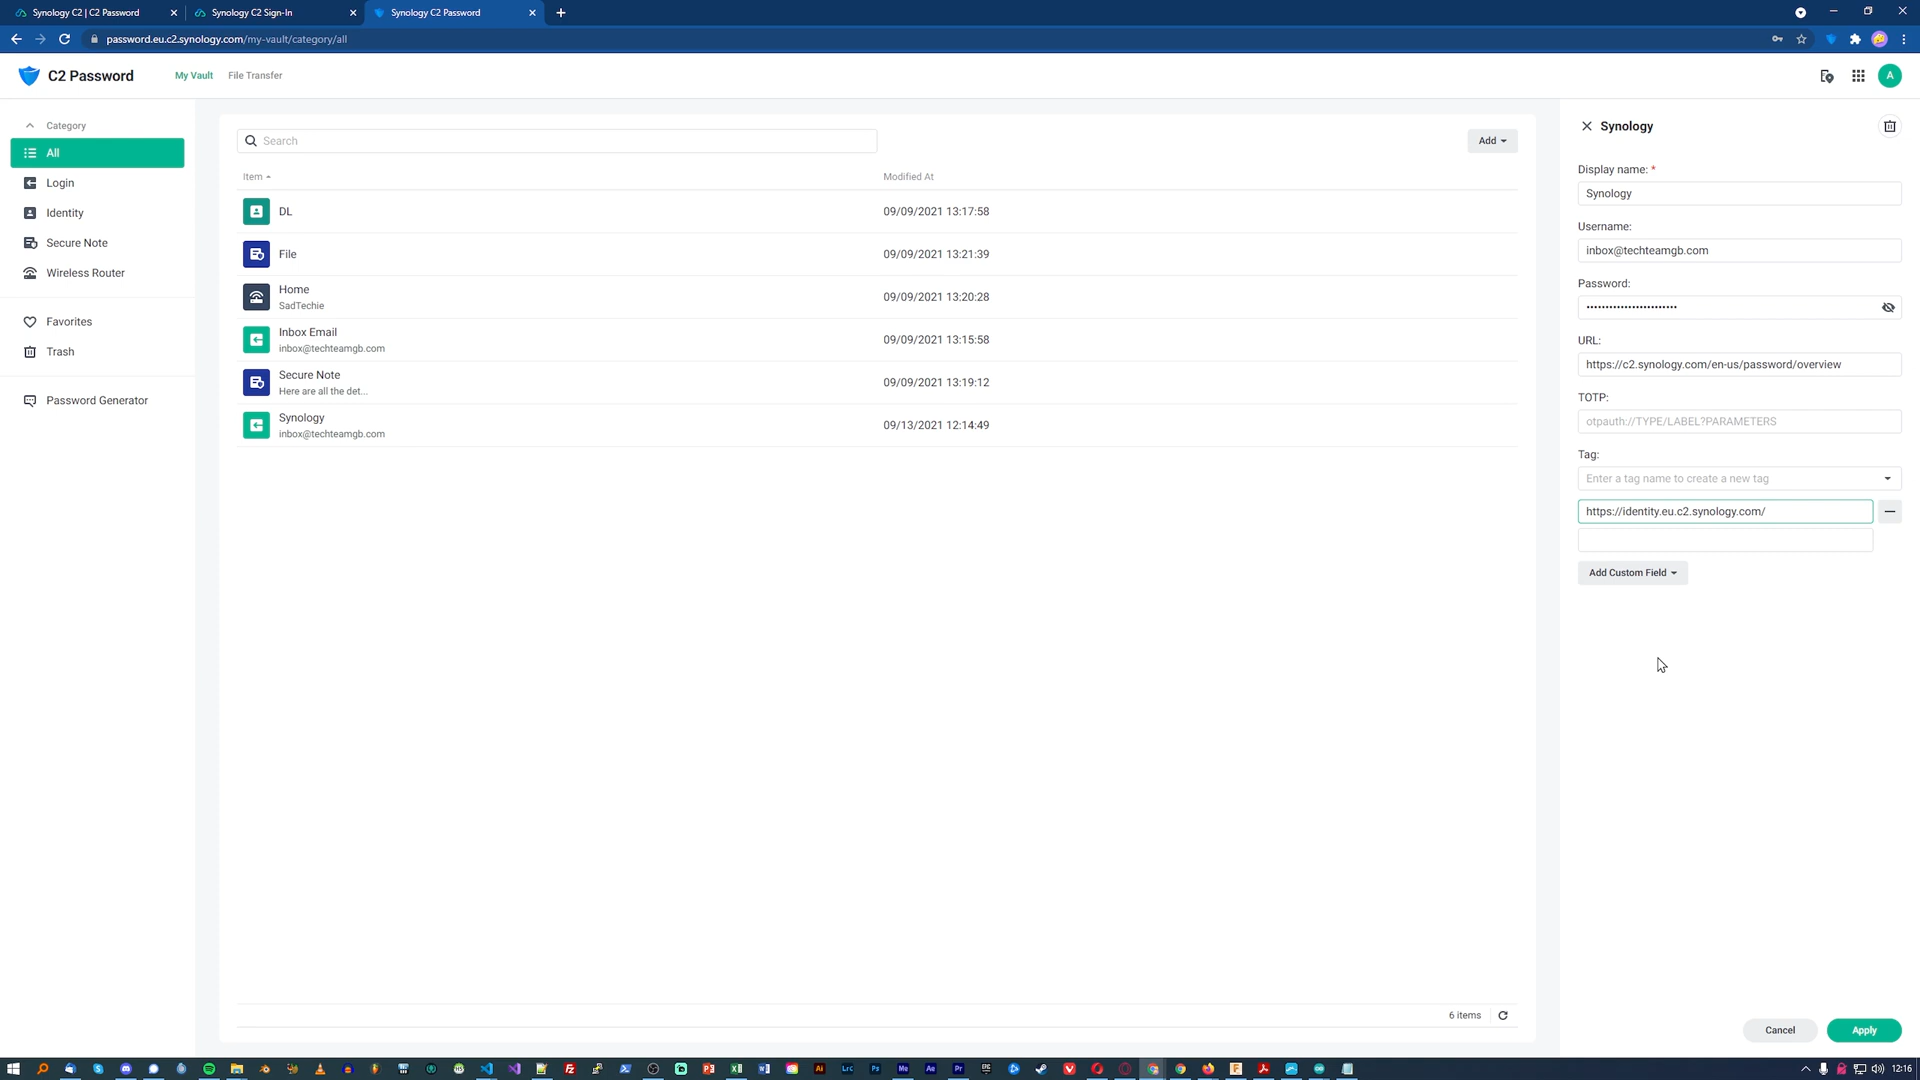 Synology C2 | C2 Password
Synology C2 Sign-In
Synology C2 Password
password.eu.c2.synology.com/my-vault/category/all
C2 Password
My Vault
File Transfer
A
Category
All
Login
Identity
Secure Note
Wireless Router
Favorites
Trash
Password Generator
Search
Add
Item
Modified At
DL
09/09/2021 13:17:58
File
09/09/2021 13:21:39
Home
SadTechie
09/09/2021 13:20:28
Inbox Email
inbox@techteamgb.com
09/09/2021 13:15:58
Secure Note
Here are all the det...
09/09/2021 13:19:12
Synology
inbox@techteamgb.com
09/13/2021 12:14:49
6 items
Synology
Display name: *
Synology
Username:
inbox@techteamgb.com
Password:
URL:
https://c2.synology.com/en-us/password/overview
TOTP:
otpauth://TYPE/LABEL?PARAMETERS
Tag:
Enter a tag name to create a new tag
https://identity.eu.c2.synology.com/
Add Custom Field
Cancel
Apply
12:16